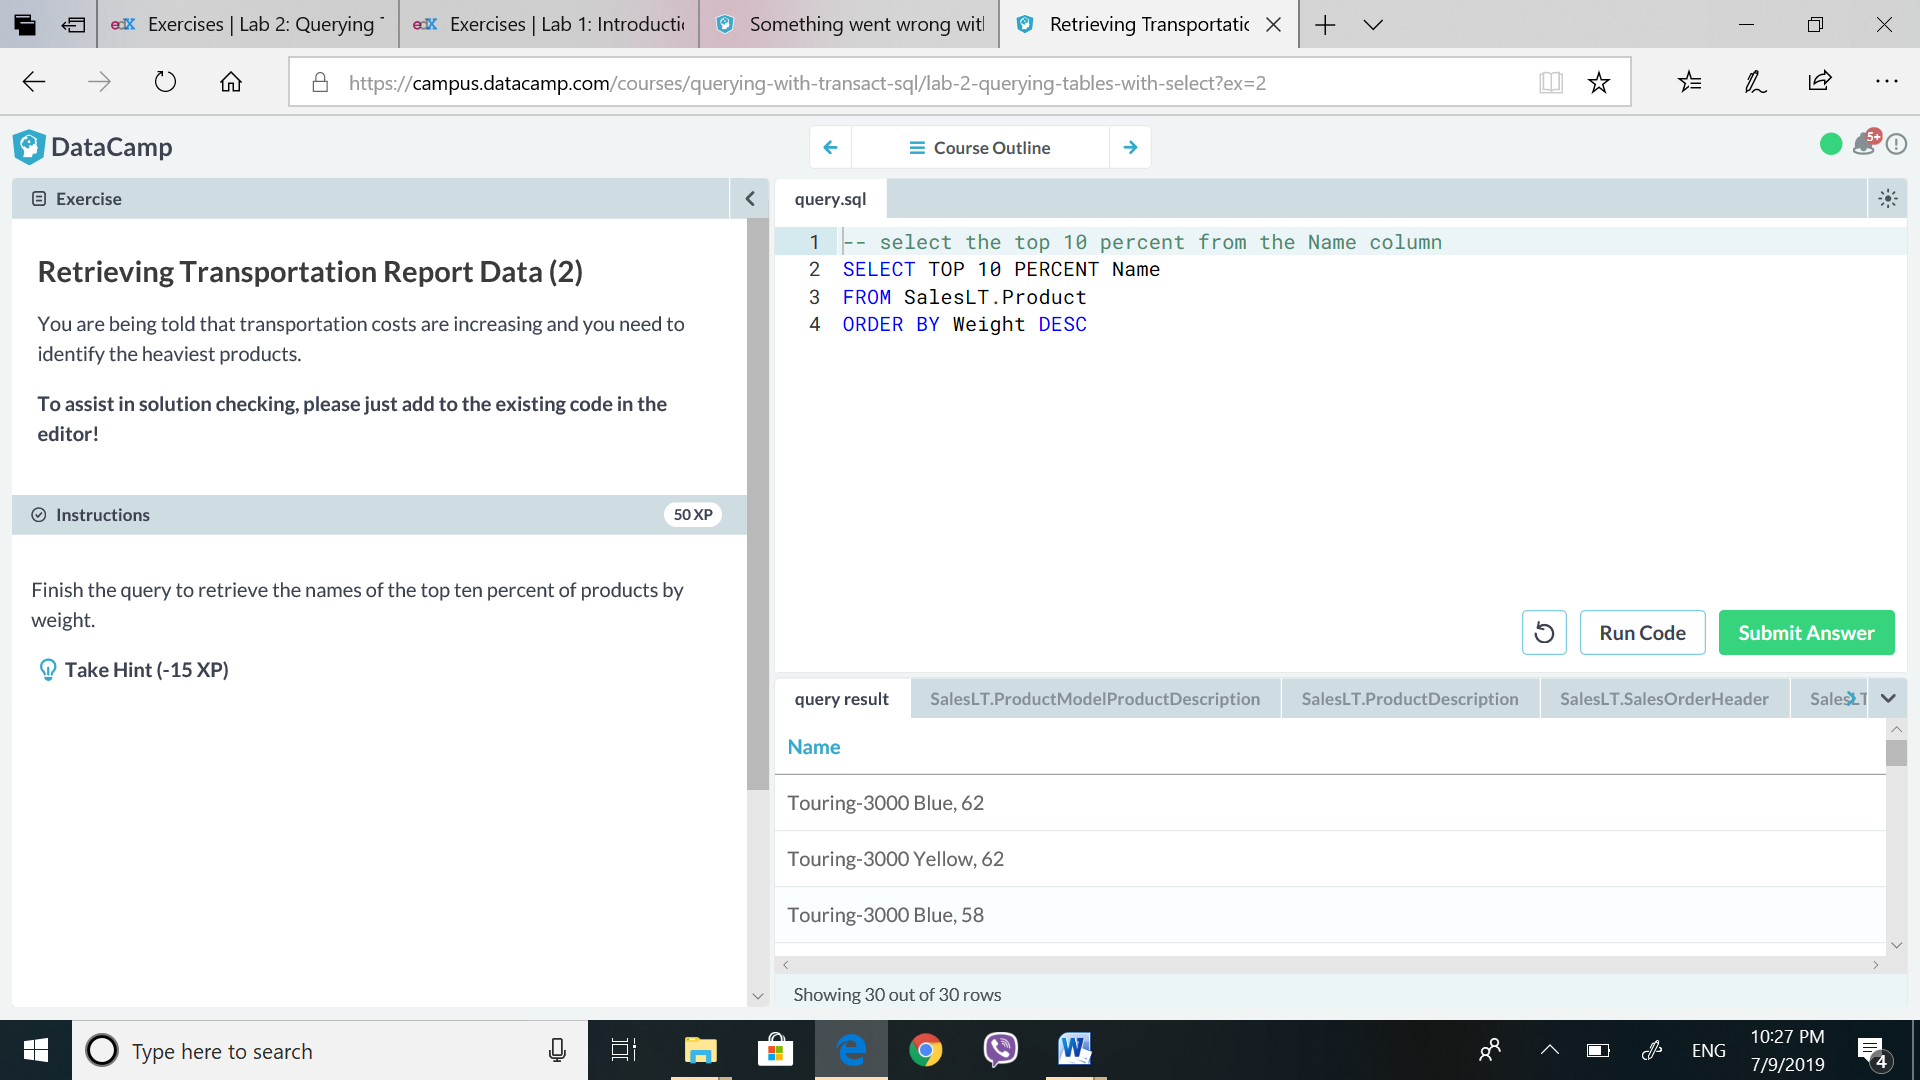 Exercises | Lab 2: Querying
Exercises | Lab 1: Introducti
Something went wrong wit
Retrieving Transportatic
https://campus.datacamp.com/courses/querying-with-transact-sql/lab-2-querying-tables-with-select?ex=2
DataCamp
Course Outline
5+
Exercise
query.sql
Retrieving Transportation Report Data (2)
You are being told that transportation costs are increasing and you need to
identify the heaviest products.
To assist in solution checking, please just add to the existing code in the
editor!
Instructions
50 XP
Finish the query to retrieve the names of the top ten percent of products by
weight.
Take Hint (-15 XP)
1 -- select the top 10 percent from the Name column
2 SELECT TOP 10 PERCENT Name
3 FROM SalesLT.Product
4 ORDER BY Weight DESC
Run Code
Submit Answer
query result
SalesLT.ProductModelProductDescription
SalesLT.ProductDescription
SalesLT.SalesOrderHeader
SalesLT
Name
Touring-3000 Blue, 62
Touring-3000 Yellow, 62
Touring-3000 Blue, 58
Showing 30 out of 30 rows
Type here to search
ENG
10:27 PM
7/9/2019
4